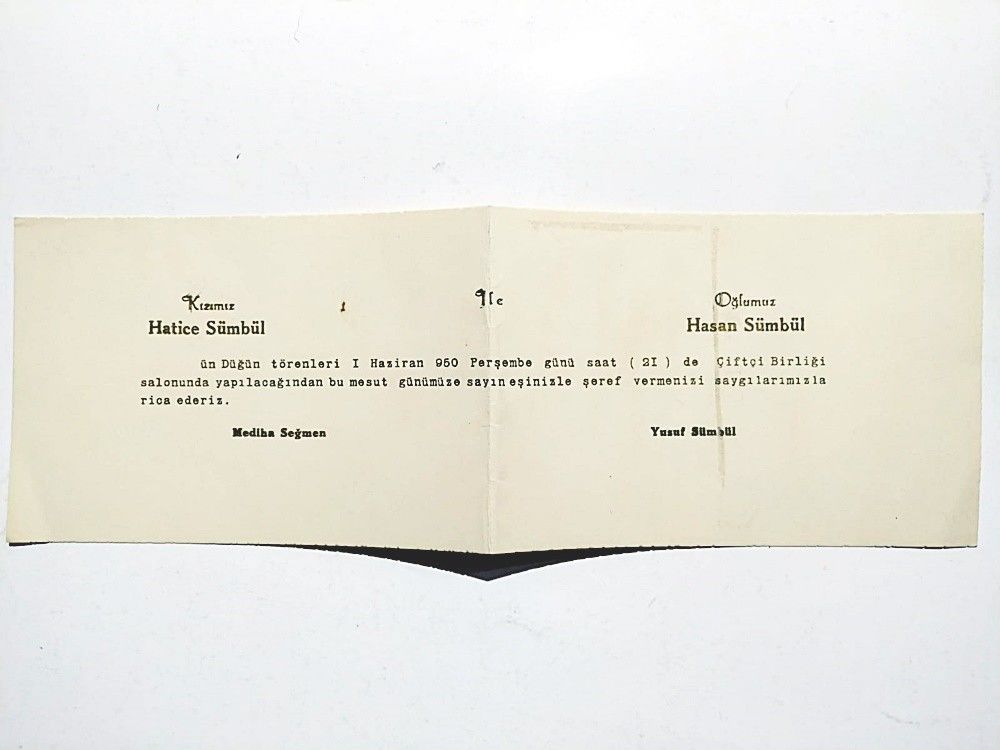 Kızımız İle Oğlumuz
Hatice Sümbül Hasan Sümbül
ün Düğün törenleri I Haziran 950 Perşembe günü saat ( 2I ) de Çiftçi Birliği
salonunda yapılacağından bu mesut günümüze sayın eşinizle şeref vermenizi saygılarımızla
rica ederiz.
Mediha Seğmen Yusuf Sümbül